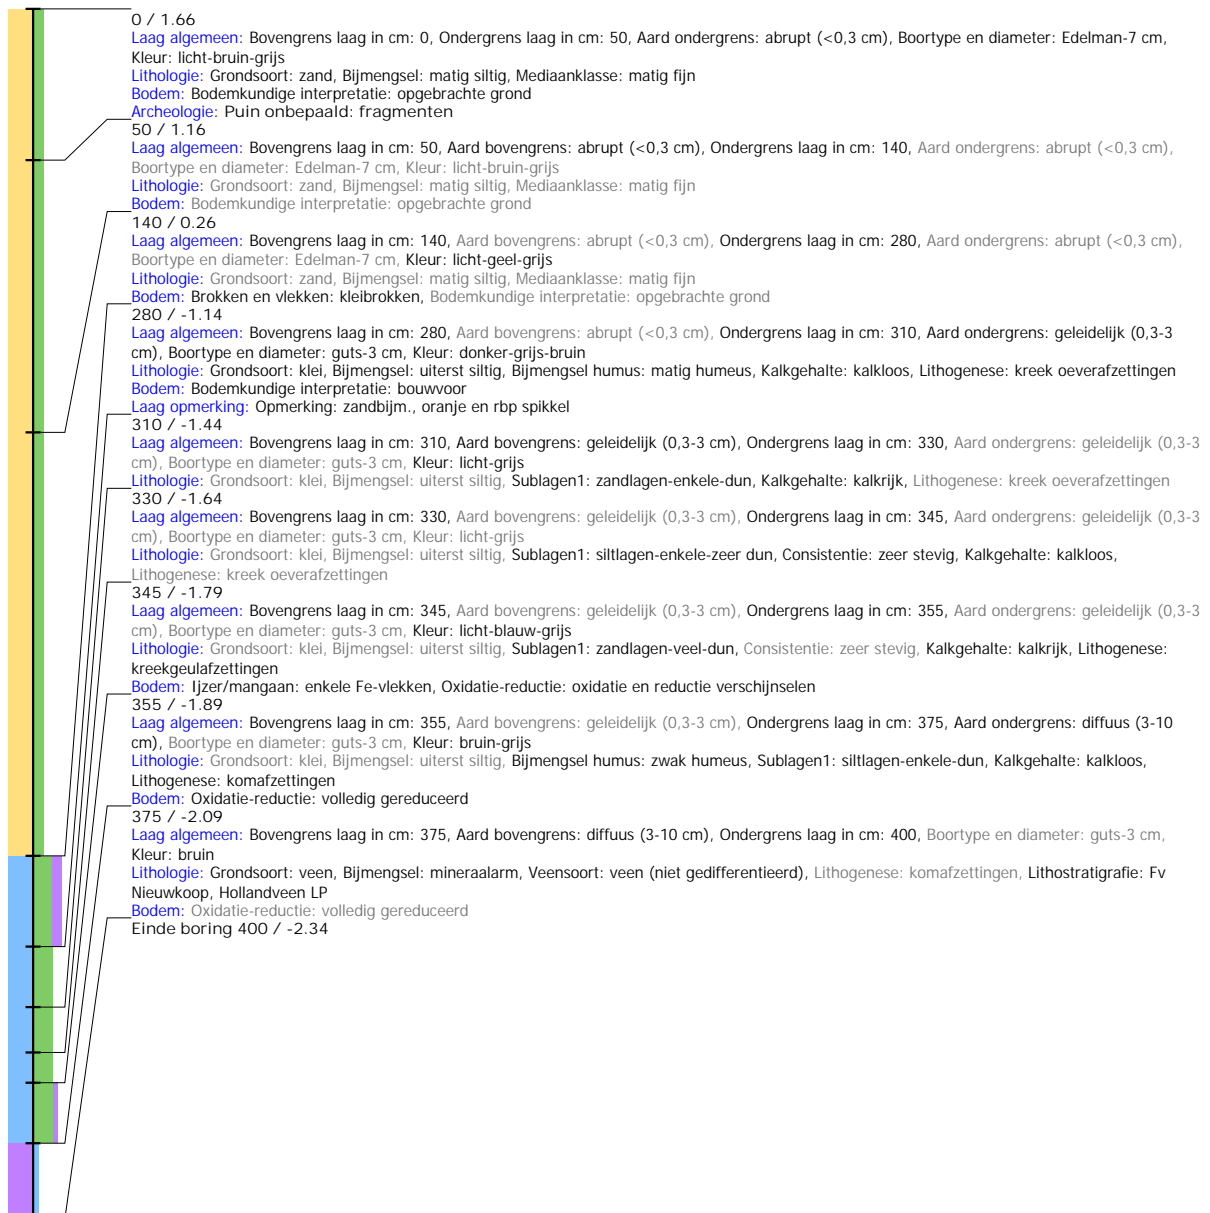 0 / 1.66
Laag algemeen: Bovengrens laag in cm: 0, Ondergrens laag in cm: 50, Aard ondergrens: abrupt (<0,3 cm), Boortype en diameter: Edelman-7 cm,
Kleur: licht-bruin-grijs
Lithologie: Grondsoort: zand, Bijmengsel: matig siltig, Mediaanklasse: matig fijn
Bodem: Bodemkundige interpretatie: opgebrachte grond
Archeologie: Puin onbepaald: fragmenten
50 / 1.16
Laag algemeen: Bovengrens laag in cm: 50, Aard bovengrens: abrupt (<0,3 cm), Ondergrens laag in cm: 140, Aard ondergrens: abrupt (<0,3 cm),
Boortype en diameter: Edelman-7 cm, Kleur: licht-bruin-grijs
Lithologie: Grondsoort: zand, Bijmengsel: matig siltig, Mediaanklasse: matig fijn
Bodem: Bodemkundige interpretatie: opgebrachte grond
140 / 0.26
Laag algemeen: Bovengrens laag in cm: 140, Aard bovengrens: abrupt (<0,3 cm), Ondergrens laag in cm: 280, Aard ondergrens: abrupt (<0,3 cm),
Boortype en diameter: Edelman-7 cm, Kleur: licht-geel-grijs
Lithologie: Grondsoort: zand, Bijmengsel: matig siltig, Mediaanklasse: matig fijn
Bodem: Brokken en vlekken: kleibrokken, Bodemkundige interpretatie: opgebrachte grond
280 / -1.14
Laag algemeen: Bovengrens laag in cm: 280, Aard bovengrens: abrupt (<0,3 cm), Ondergrens laag in cm: 310, Aard ondergrens: geleidelijk (0,3-3
cm), Boortype en diameter: guts-3 cm, Kleur: donker-grijs-bruin
Lithologie: Grondsoort: klei, Bijmengsel: uiterst siltig, Bijmengsel humus: matig humeus, Kalkgehalte: kalkloos, Lithogenese: kreek oeverafzettingen
Bodem: Bodemkundige interpretatie: bouwvoor
Laag opmerking: Opmerking: zandbijm., oranje en rbp spikkel
310 / -1.44
Laag algemeen: Bovengrens laag in cm: 310, Aard bovengrens: geleidelijk (0,3-3 cm), Ondergrens laag in cm: 330, Aard ondergrens: geleidelijk (0,3-3
cm), Boortype en diameter: guts-3 cm, Kleur: licht-grijs
Lithologie: Grondsoort: klei, Bijmengsel: uiterst siltig, Sublagen1: zandlagen-enkele-dun, Kalkgehalte: kalkrijk, Lithogenese: kreek oeverafzettingen
330 / -1.64
Laag algemeen: Bovengrens laag in cm: 330, Aard bovengrens: geleidelijk (0,3-3 cm), Ondergrens laag in cm: 345, Aard ondergrens: geleidelijk (0,3-3
cm), Boortype en diameter: guts-3 cm, Kleur: licht-grijs
Lithologie: Grondsoort: klei, Bijmengsel: uiterst siltig, Sublagen1: siltlagen-enkele-zeer dun, Consistentie: zeer stevig, Kalkgehalte: kalkloos,
Lithogenese: kreek oeverafzettingen
345 / -1.79
Laag algemeen: Bovengrens laag in cm: 345, Aard bovengrens: geleidelijk (0,3-3 cm), Ondergrens laag in cm: 355, Aard ondergrens: geleidelijk (0,3-3
cm), Boortype en diameter: guts-3 cm, Kleur: licht-blauw-grijs
Lithologie: Grondsoort: klei, Bijmengsel: uiterst siltig, Sublagen1: zandlagen-veel-dun, Consistentie: zeer stevig, Kalkgehalte: kalkrijk, Lithogenese:
kreekgeulafzettingen
Bodem: Ijzer/mangaan: enkele Fe-vlekken, Oxidatie-reductie: oxidatie en reductie verschijnselen
355 / -1.89
Laag algemeen: Bovengrens laag in cm: 355, Aard bovengrens: geleidelijk (0,3-3 cm), Ondergrens laag in cm: 375, Aard ondergrens: diffuus (3-10
cm), Boortype en diameter: guts-3 cm, Kleur: bruin-grijs
Lithologie: Grondsoort: klei, Bijmengsel: uiterst siltig, Bijmengsel humus: zwak humeus, Sublagen1: siltlagen-enkele-dun, Kalkgehalte: kalkloos,
Lithogenese: komafzettingen
Bodem: Oxidatie-reductie: volledig gereduceerd
375 / -2.09
Laag algemeen: Bovengrens laag in cm: 375, Aard bovengrens: diffuus (3-10 cm), Ondergrens laag in cm: 400, Boortype en diameter: guts-3 cm,
Kleur: bruin
Lithologie: Grondsoort: veen, Bijmengsel: mineraalarm, Veensoort: veen (niet gedifferentieerd), Lithogenese: komafzettingen, Lithostratigrafie: Fv
Nieuwkoop, Hollandveen LP
Bodem: Oxidatie-reductie: volledig gereduceerd
Einde boring 400 / -2.34